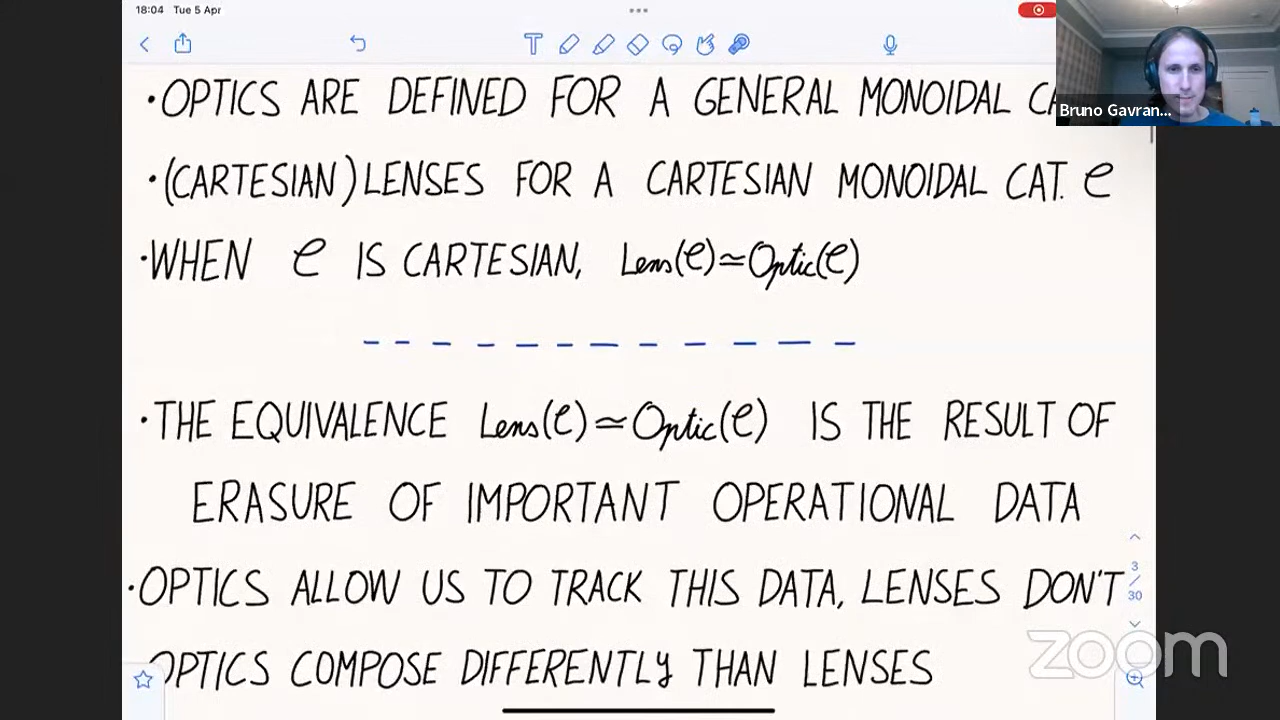 18:04 Tue 5 Apr
Bruno Gavran...
• OPTICS ARE DEFINED FOR A GENERAL MONOIDAL
• (CARTESIAN) LENSES FOR A CARTESIAN MONOIDAL CAT. 𝒞
• WHEN 𝒞 IS CARTESIAN, Lens(𝒞) ≃ Optic(𝒞)
• THE EQUIVALENCE Lens(𝒞) ≃ Optic(𝒞) IS THE RESULT OF
ERASURE OF IMPORTANT OPERATIONAL DATA
• OPTICS ALLOW US TO TRACK THIS DATA, LENSES DON'T
OPTICS COMPOSE DIFFERENTLY THAN LENSES
3
/
30
zoom